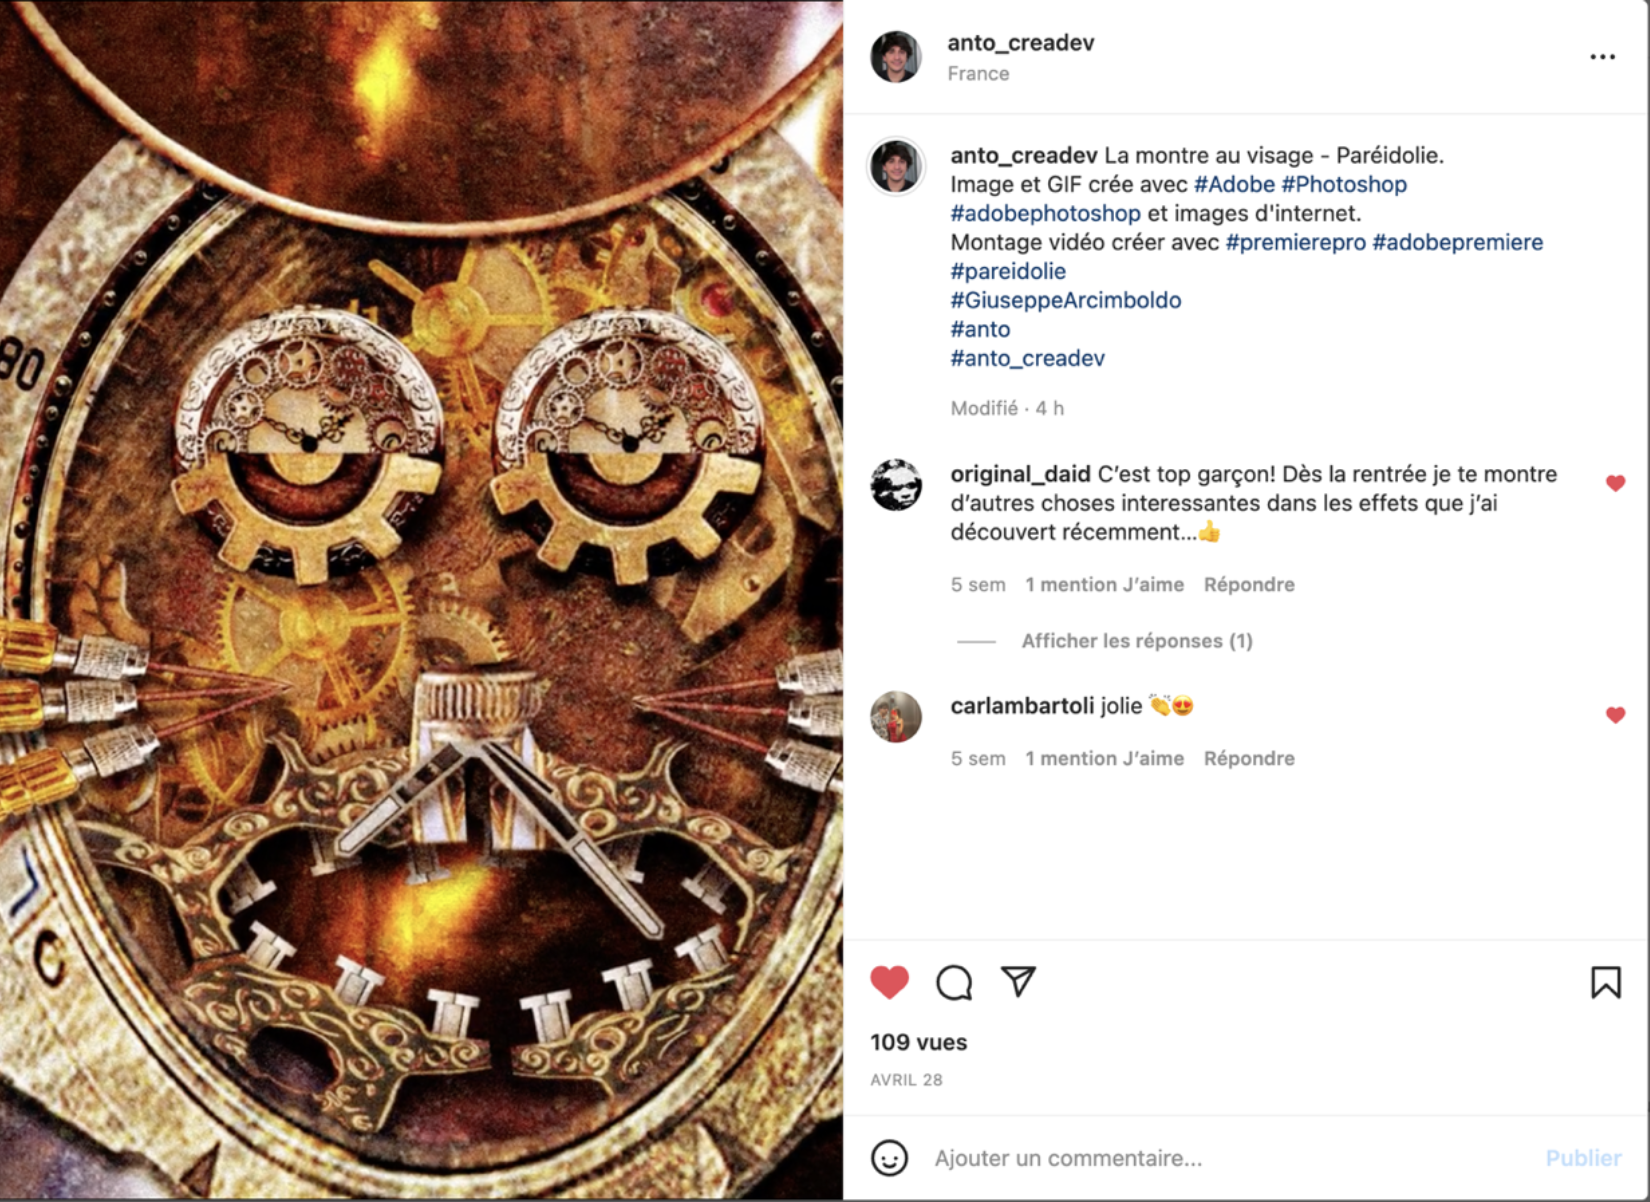 80
anto_creadev
France
anto_creadev La montre au visage - Paréidolie.
Image et GIF crée avec #Adobe #Photoshop
#adobephotoshop et images d'internet.
Montage vidéo créer avec #premierepro #adobepremiere
#pareidolie
#GiuseppeArcimboldo
#anto
#anto_creadev
Modifié · 4 h
original_daid C’est top garçon! Dès la rentrée je te montre
d’autres choses interessantes dans les effets que j’ai
découvert récemment...👍
5 sem 1 mention J’aime Répondre
Afficher les réponses (1)
carlambartoli jolie 👏😍
5 sem 1 mention J’aime Répondre
109 vues
AVRIL 28
Ajouter un commentaire... Publier